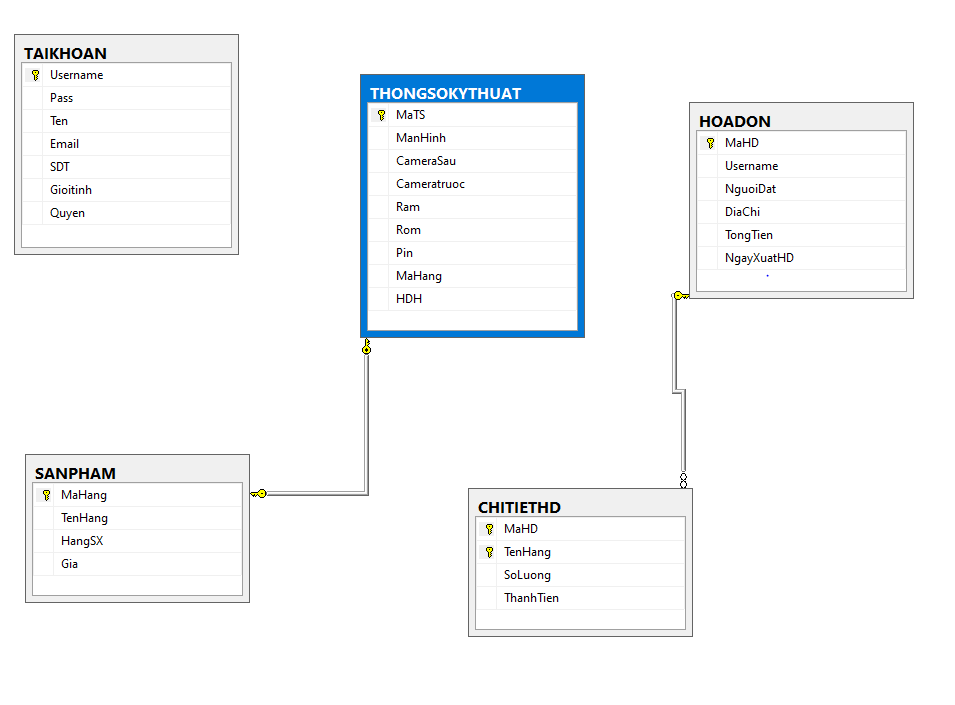 TAIKHOAN
Username
Pass
Ten
Email
SDT
Gioitinh
Quyen
THONGSOKYTHUAT
MaTS
ManHinh
CameraSau
Cameratruoc
Ram
Rom
Pin
MaHang
HDH
HOADON
MaHD
Username
NguoiDat
DiaChi
TongTien
NgayXuatHD
SANPHAM
MaHang
TenHang
HangSX
Gia
CHITIETHD
MaHD
TenHang
SoLuong
ThanhTien